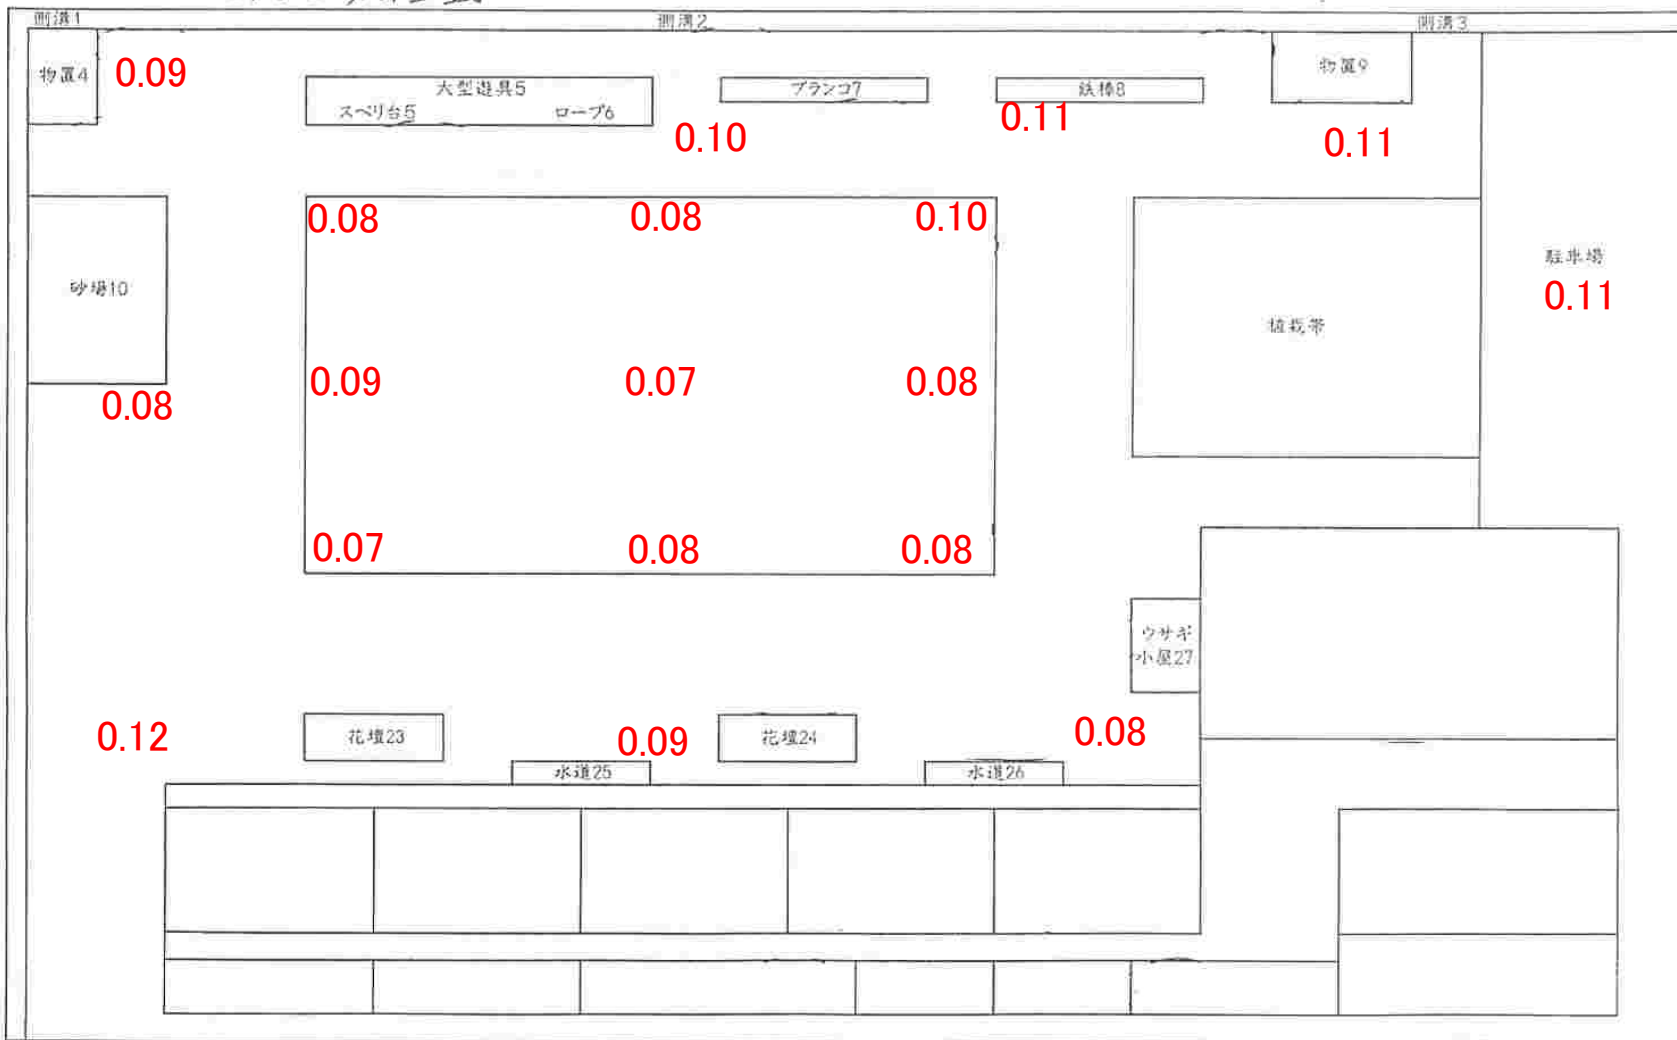 側溝1
側溝2
側溝3
物置4
0.09
大型遊具5
スベリ台5
ロープ6
ブランコ7
鉄棒8
物置9
0.10
0.11
0.11
砂場10
0.08
0.08
0.08
0.10
植栽帯
駐車場
0.11
0.09
0.07
0.08
0.07
0.08
0.08
ウサギ
小屋27
0.12
花壇23
0.09
花壇24
0.08
水道25
水道26